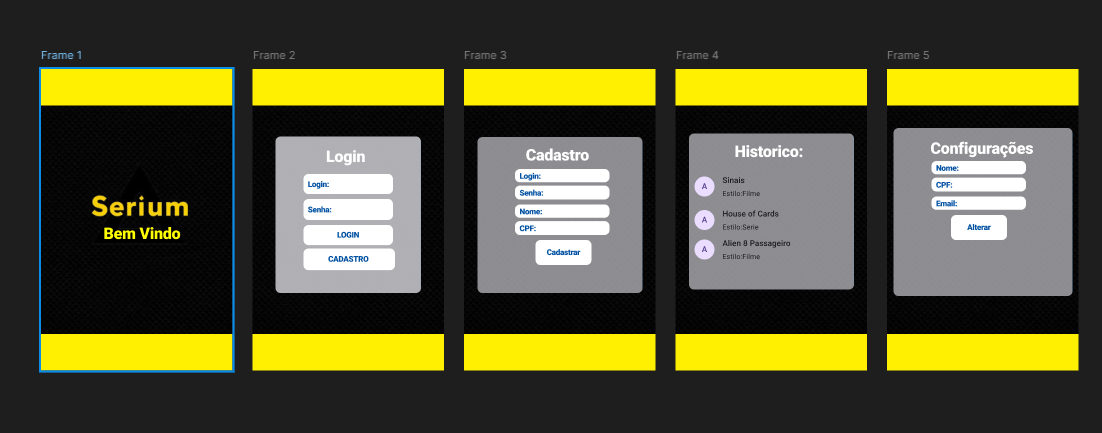 Frame 1
Serium
Bem Vindo
Frame 2
Login
Login:
Senha:
LOGIN
CADASTRO
Frame 3
Cadastro
Login:
Senha:
Nome:
CPF:
Cadastrar
Frame 4
Historico:
A
Sinais
Estilo:Filme
A
House of Cards
Estilo:Serie
A
Alien 8 Passageiro
Estilo:Filme
Frame 5
Configurações
Nome:
CPF:
Email:
Alterar